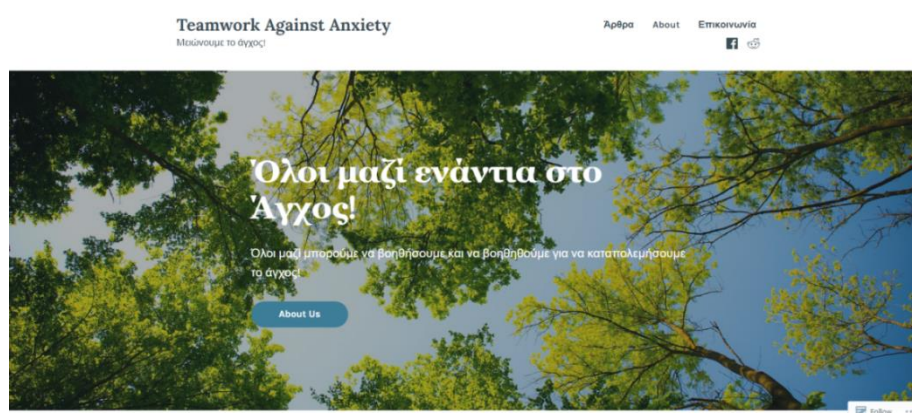 Teamwork Against Anxiety
Μειώνουμε το άγχος!
Άρθρα About Επικοινωνία
Όλοι μαζί ενάντια στο
Άγχος!
Όλοι μαζί μπορούμε να βοηθήσουμε και να βοηθηθούμε για να καταπολεμήσουμε
το άγχος!
About Us
Follow